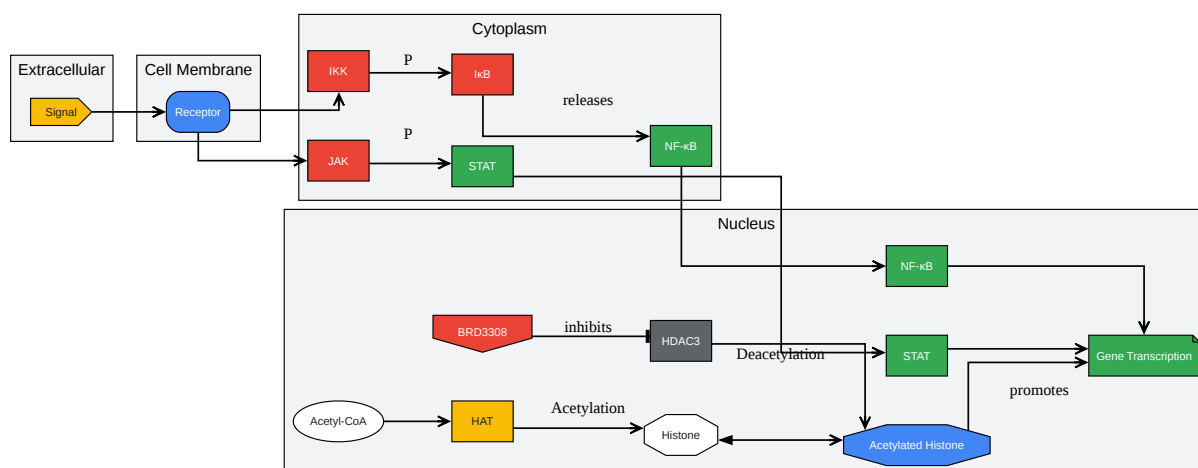 Cytoplasm
Extracellular
Cell Membrane
Signal
Receptor
IKK
P
IκB
releases
JAK
P
STAT
NF-κB
Nucleus
NF-κB
BRD3308
inhibits
HDAC3
Deacetylation
STAT
Gene Transcription
promotes
Acetyl-CoA
HAT
Acetylation
Histone
Acetylated Histone